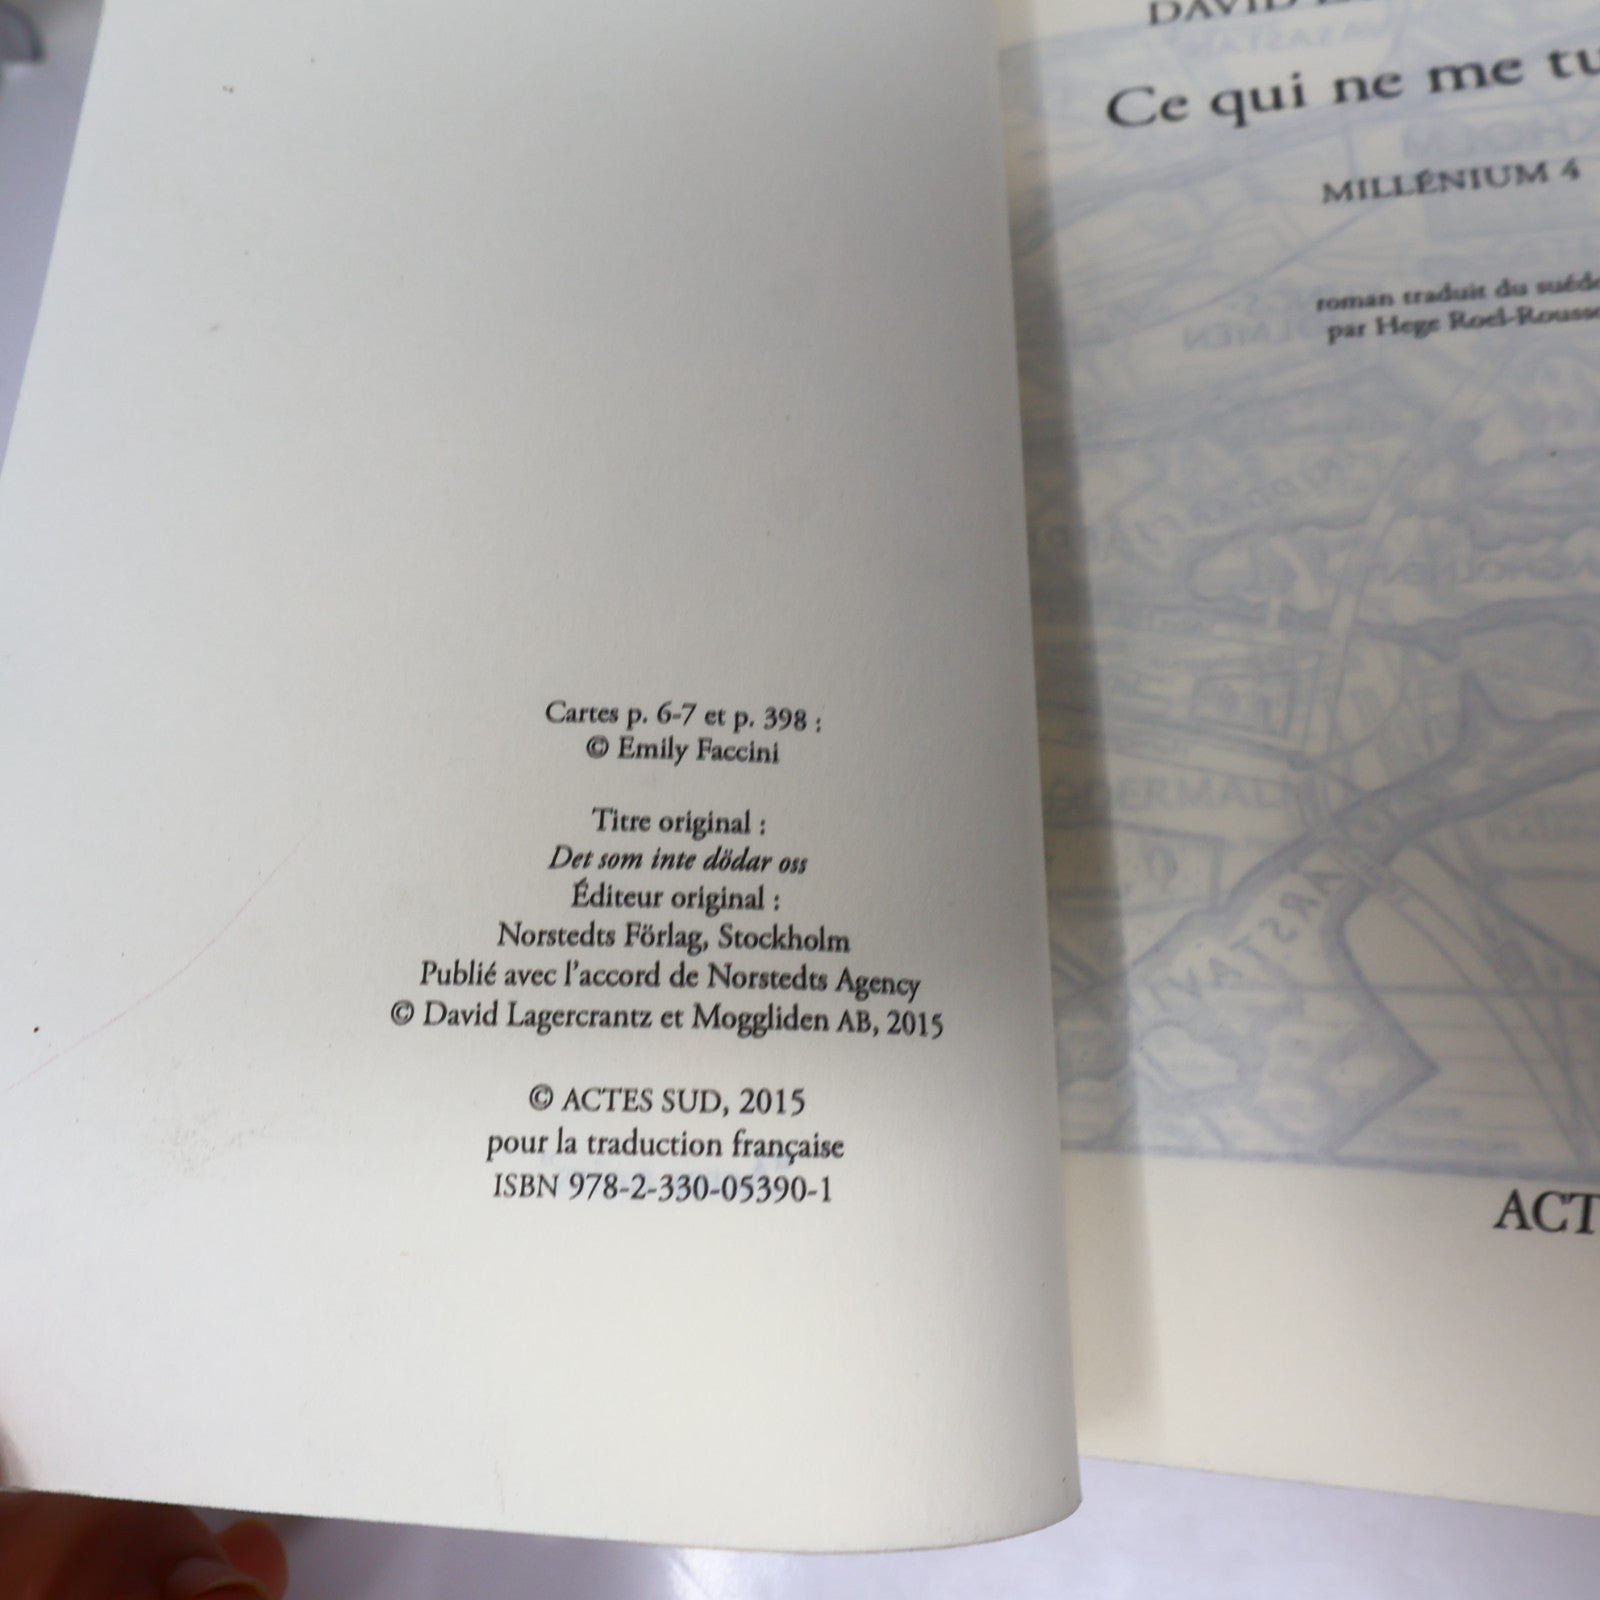 Cartes p. 6-7 et p. 398 :
© Emily Faccini
Titre original :
Det som inte dödar oss
Éditeur original :
Norstedts Förlag, Stockholm
Publié avec l'accord de Norstedts Agency
© David Lagercrantz et Moggliden AB, 2015
© ACTES SUD, 2015
pour la traduction française
ISBN 978-2-330-05390-1
DAVID
Ce qui ne me tu
MILLÉNIUM 4
roman traduit du suédo
par Hege Roel-Rousso
ACT